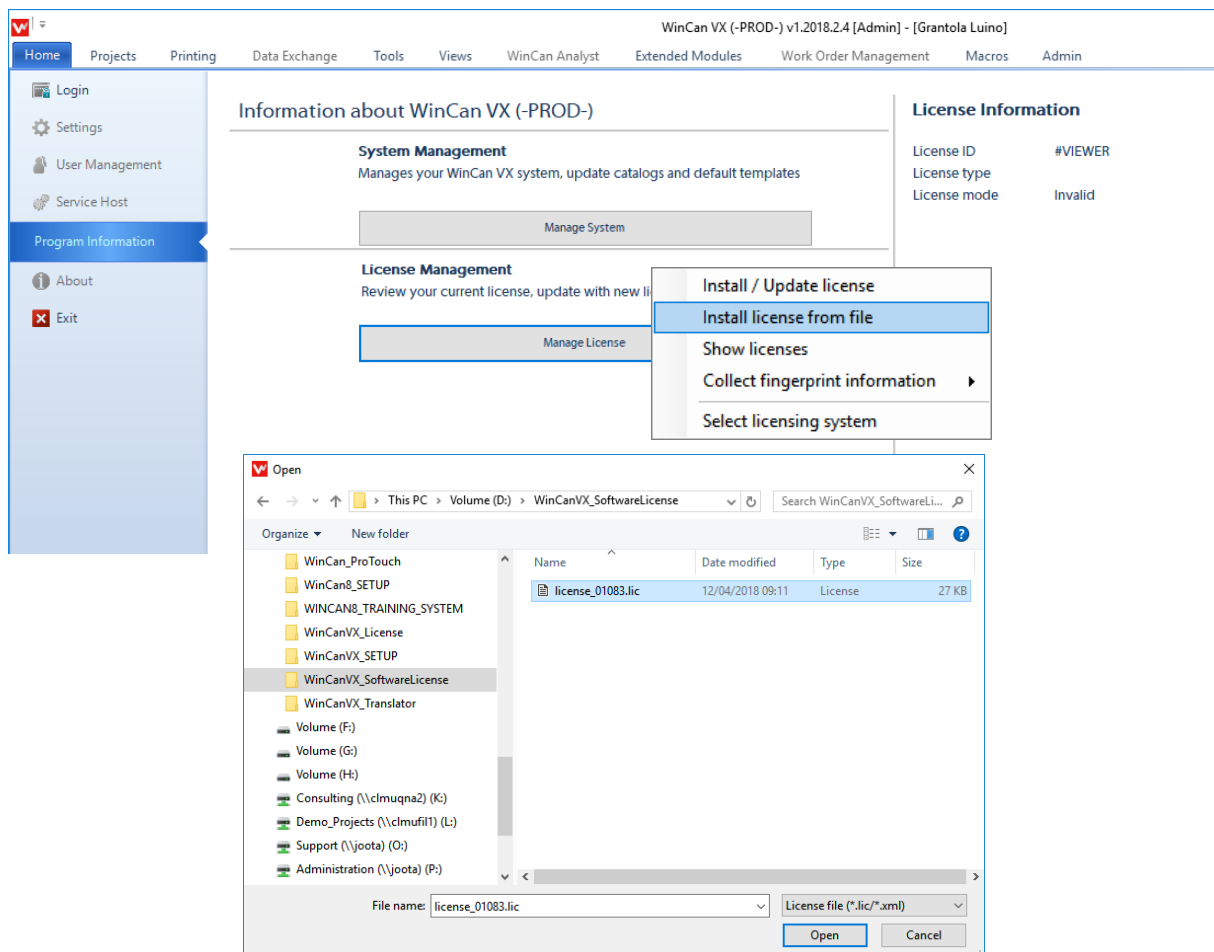 WinCan VX (-PROD-) v1.2018.2.4 [Admin] - [Grantola Luino]
Home Projects Printing Data Exchange Tools Views WinCan Analyst Extended Modules Work Order Management Macros Admin
Login
Settings
User Management
Service Host
Program Information
About
Exit
Information about WinCan VX (-PROD-)
System Management
Manages your WinCan VX system, update catalogs and default templates
Manage System
License Management
Review your current license, update with new li
Manage License
License Information
License ID #VIEWER
License type
License mode Invalid
Install / Update license
Install license from file
Show licenses
Collect fingerprint information
Select licensing system
Open
This PC > Volume (D:) > WinCanVX_SoftwareLicense
Search WinCanVX_SoftwareLi...
Organize New folder
WinCan_ProTouch
WinCan8_SETUP
WINCAN8_TRAINING_SYSTEM
WinCanVX_License
WinCanVX_SETUP
WinCanVX_SoftwareLicense
WinCanVX_Translator
Volume (F:)
Volume (G:)
Volume (H:)
Consulting (\\clmuqna2) (K:)
Demo_Projects (\\clmufil1) (L:)
Support (\\joota) (O:)
Administration (\\joota) (P:)
Name Date modified Type Size
license_01083.lic 12/04/2018 09:11 License 27 KB
File name: license_01083.lic
License file (*.lic/*.xml)
Open Cancel